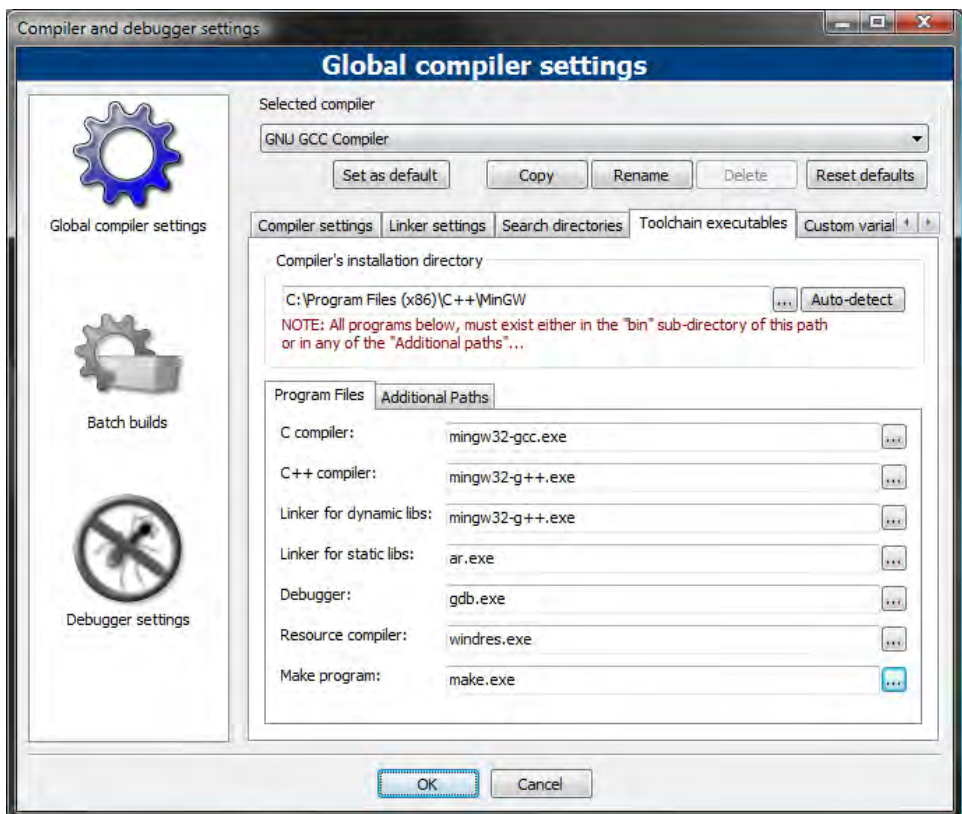 Compiler and debugger settings
Global compiler settings
Global compiler settings
Batch builds
Debugger settings
Selected compiler
GNU GCC Compiler
Set as default
Copy
Rename
Delete
Reset defaults
Compiler settings
Linker settings
Search directories
Toolchain executables
Custom varial
Compiler's installation directory
C:\Program Files (x86)\C++\MinGW
...
Auto-detect
NOTE: All programs below, must exist either in the "bin" sub-directory of this path
or in any of the "Additional paths"...
Program Files
Additional Paths
C compiler: mingw32-gcc.exe ...
C++ compiler: mingw32-g++.exe ...
Linker for dynamic libs: mingw32-g++.exe ...
Linker for static libs: ar.exe ...
Debugger: gdb.exe ...
Resource compiler: windres.exe ...
Make program: make.exe ...
OK
Cancel